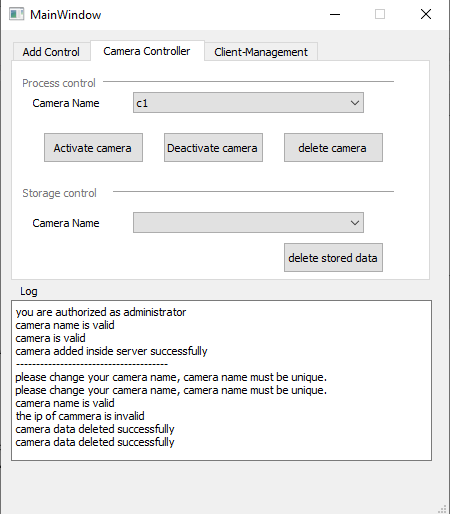 MainWindow
Add Control
Camera Controller
Client-Management
Process control
Camera Name
c1
Activate camera
Deactivate camera
delete camera
Storage control
Camera Name
delete stored data
Log
you are authorized as administrator
camera name is valid
camera is valid
camera added inside server successfully
--------------------------------------
please change your camera name, camera name must be unique.
please change your camera name, camera name must be unique.
camera name is valid
the ip of cammera is invalid
camera data deleted successfully
camera data deleted successfully